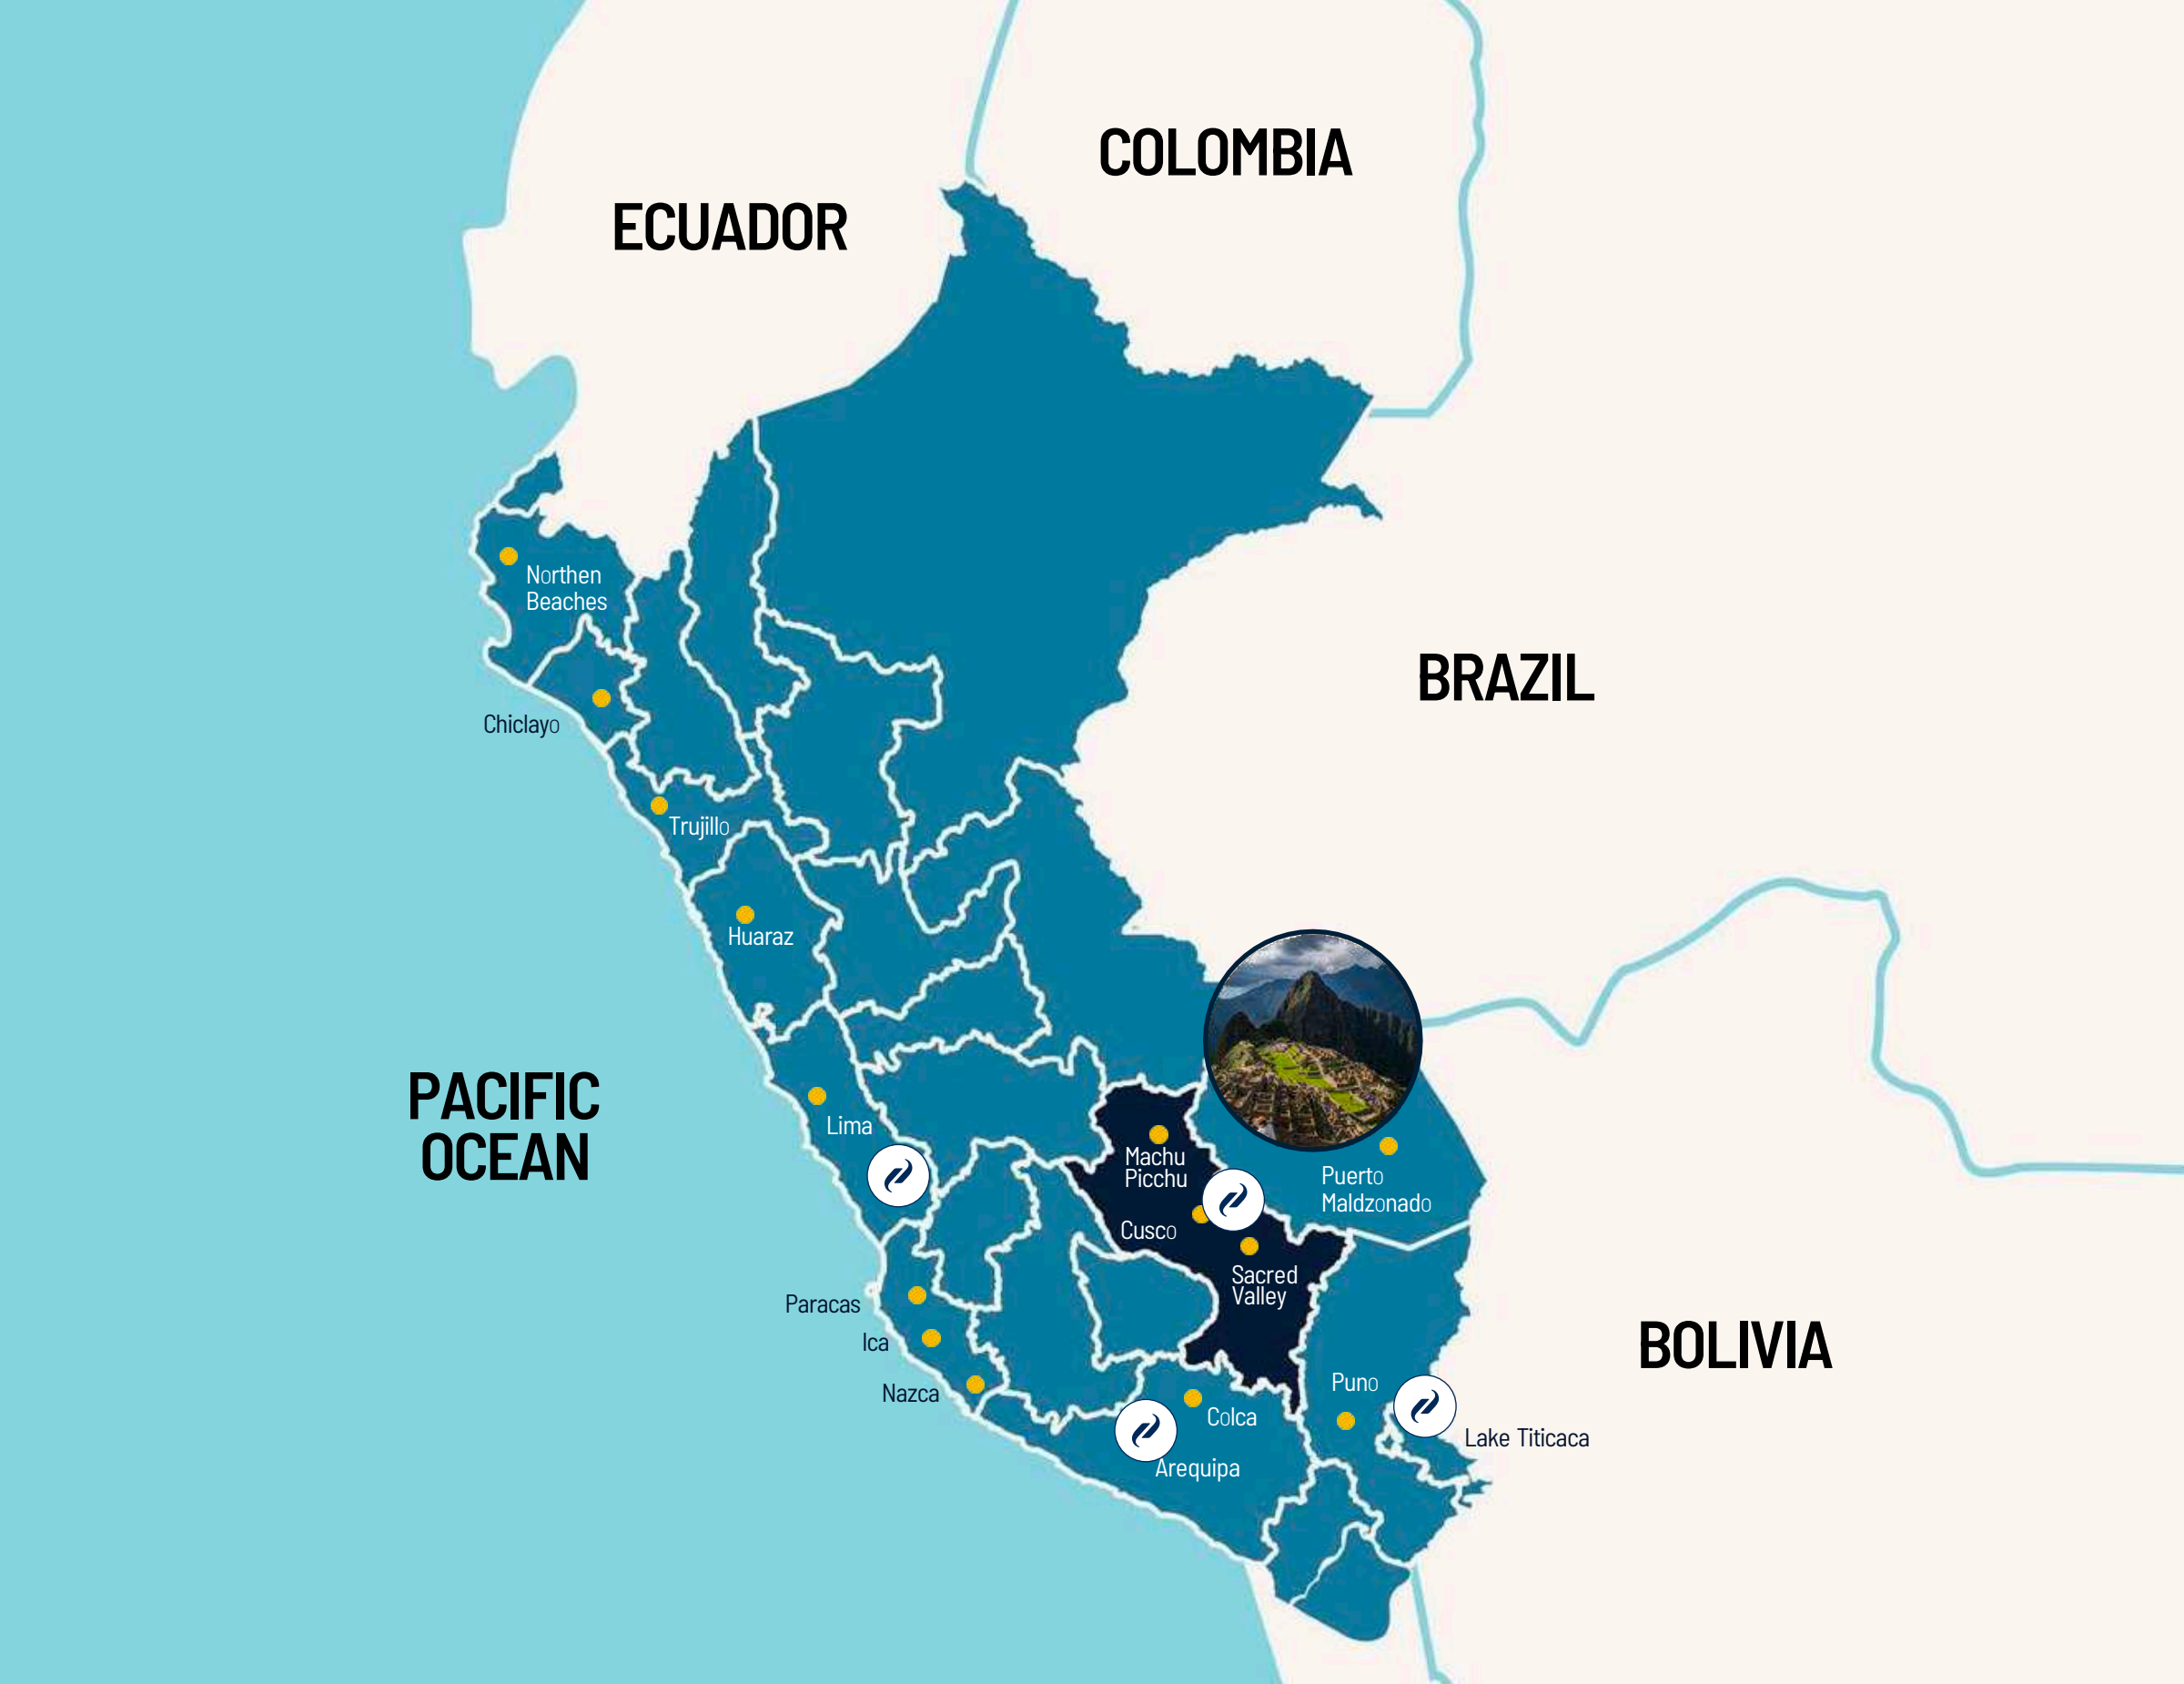 COLOMBIA
ECUADOR
Northen
Beaches
BRAZIL
Chiclayo
Trujillo
Huaraz
PACIFIC
OCEAN
Lima
Machu
Picchu
Puerto
Maldzonado
Cusco
Sacred
Valley
Paracas
Ica
BOLIVIA
Nazca
Puno
Colca
Lake Titicaca
Arequipa